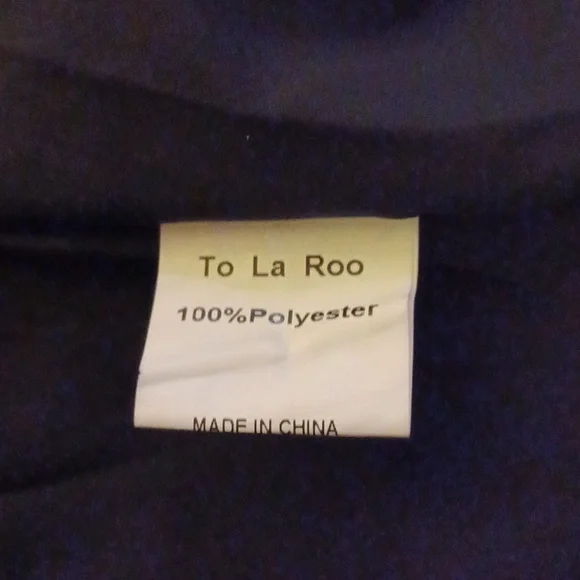 To La Roo
100%Polyester
MADE IN CHINA